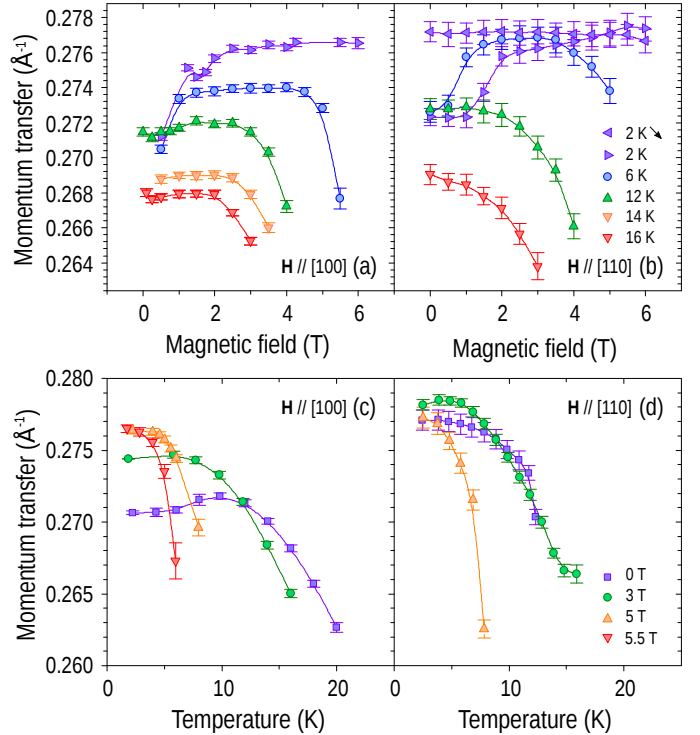 0.278
0.276
0.274
0.272
0.270
0.268
0.266
0.264
Momentum transfer (Å⁻¹)
H // [100] (a)
0 2 4 6
Magnetic field (T)
2 K ↘
2 K
6 K
12 K
14 K
16 K
H // [110] (b)
0 2 4 6
Magnetic field (T)
0.280
0.275
0.270
0.265
0.260
Momentum transfer (Å⁻¹)
H // [100] (c)
0 10 20
Temperature (K)
H // [110] (d)
0 T
3 T
5 T
5.5 T
0 10 20
Temperature (K)